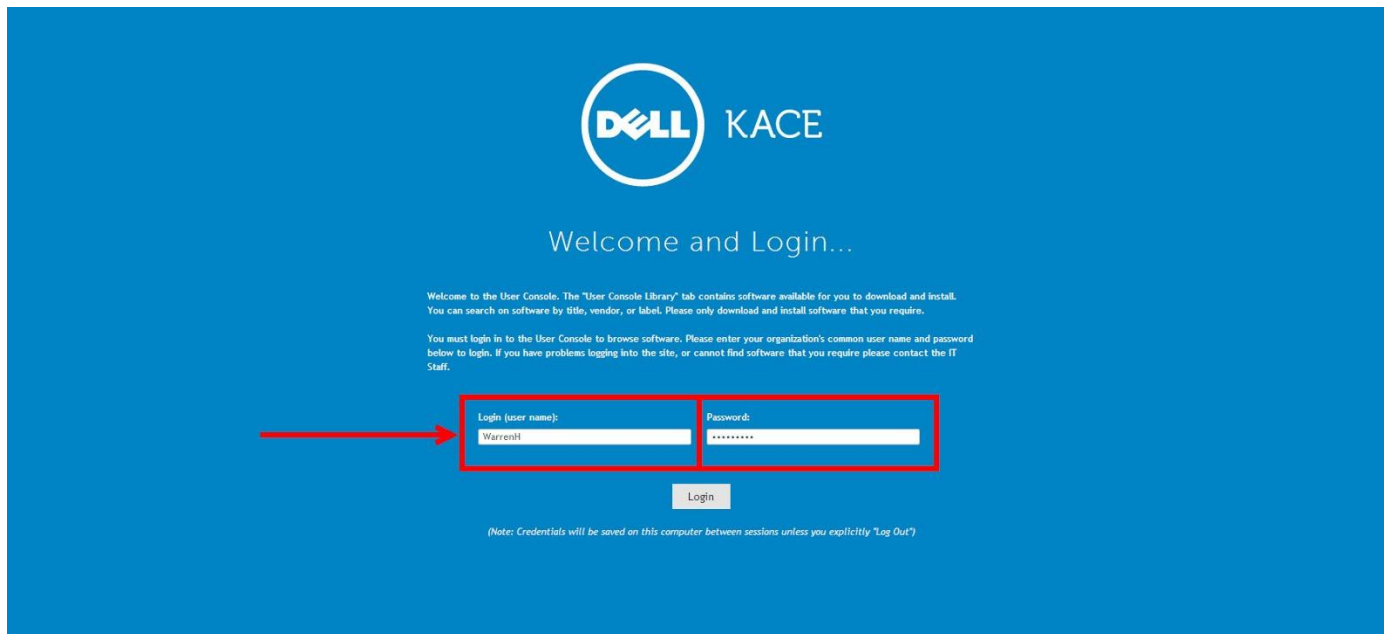 DELL KACE
Welcome and Login...
Welcome to the User Console. The "User Console Library" tab contains software available for you to download and install.
You can search on software by title, vendor, or label. Please only download and install software that you require.
You must login in to the User Console to browse software. Please enter your organization's common user name and password
below to login. If you have problems logging into the site, or cannot find software that you require please contact the IT
Staff.
Login (user name): Password:
WarrenH •••••••••
Login
(Note: Credentials will be saved on this computer between sessions unless you explicitly "Log Out")